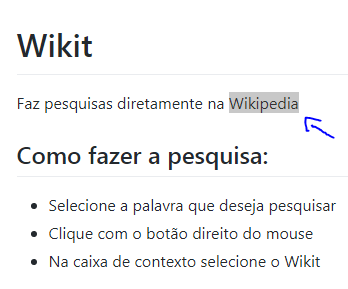 Wikit
Faz pesquisas diretamente na Wikipedia
Como fazer a pesquisa:
Selecione a palavra que deseja pesquisar
Clique com o botão direito do mouse
Na caixa de contexto selecione o Wikit